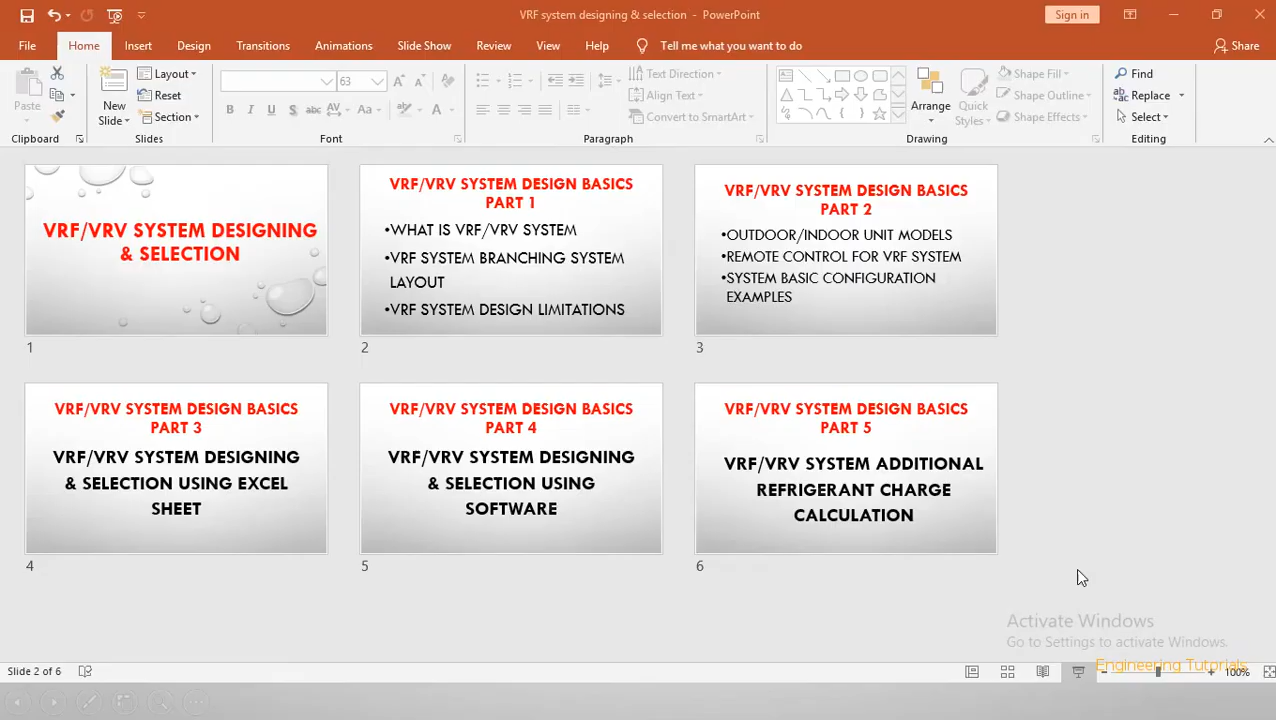 VRF system designing & selection - PowerPoint
Sign in
File Home Insert Design Transitions Animations Slide Show Review View Help Tell me what you want to do Share
Paste
New
Slide
Layout
Reset
Section
63
B I U S abc AV Aa A
Text Direction
Align Text
Convert to SmartArt
Arrange
Quick
Styles
Shape Fill
Shape Outline
Shape Effects
Find
Replace
Select
Clipboard Slides Font Paragraph Drawing Editing
VRF/VRV SYSTEM DESIGNING
& SELECTION
1
VRF/VRV SYSTEM DESIGN BASICS
PART 1
•WHAT IS VRF/VRV SYSTEM
•VRF SYSTEM BRANCHING SYSTEM
LAYOUT
•VRF SYSTEM DESIGN LIMITATIONS
2
VRF/VRV SYSTEM DESIGN BASICS
PART 2
•OUTDOOR/INDOOR UNIT MODELS
•REMOTE CONTROL FOR VRF SYSTEM
•SYSTEM BASIC CONFIGURATION
EXAMPLES
3
VRF/VRV SYSTEM DESIGN BASICS
PART 3
VRF/VRV SYSTEM DESIGNING
& SELECTION USING EXCEL
SHEET
4
VRF/VRV SYSTEM DESIGN BASICS
PART 4
VRF/VRV SYSTEM DESIGNING
& SELECTION USING
SOFTWARE
5
VRF/VRV SYSTEM DESIGN BASICS
PART 5
VRF/VRV SYSTEM ADDITIONAL
REFRIGERANT CHARGE
CALCULATION
6
Activate Windows
Go to Settings to activate Windows.
Engineering Tutorials
Slide 2 of 6
100%